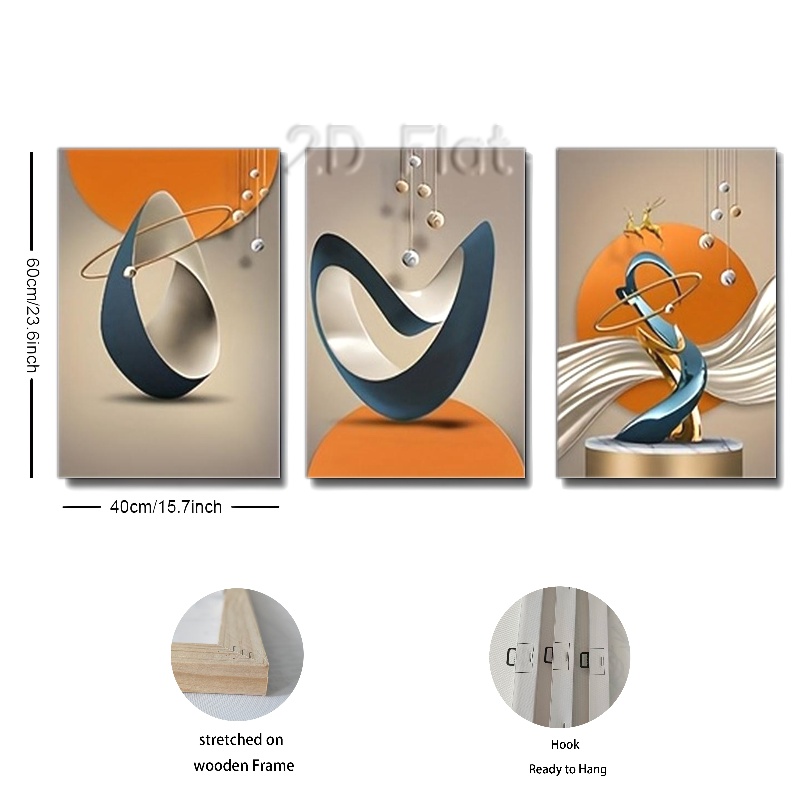 2D Flat
60cm/23.6inch
40cm/15.7inch
stretched on
wooden Frame
Hook
Ready to Hang